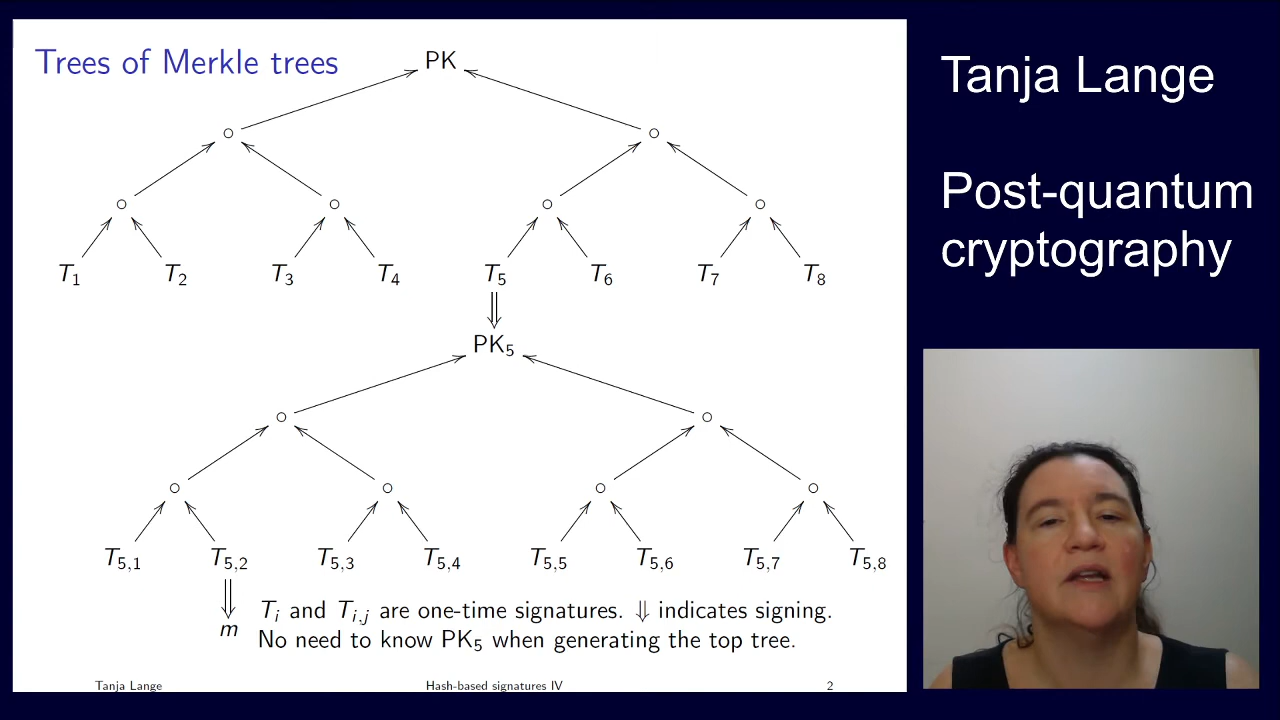 Trees of Merkle trees
PK
T1 T2 T3 T4 T5 T6 T7 T8
PK5
T5,1 T5,2 T5,3 T5,4 T5,5 T5,6 T5,7 T5,8
m
Ti and Ti,j are one-time signatures. ⇓ indicates signing.
No need to know PK5 when generating the top tree.
Tanja Lange Hash-based signatures IV 2
Tanja Lange
Post-quantum
cryptography